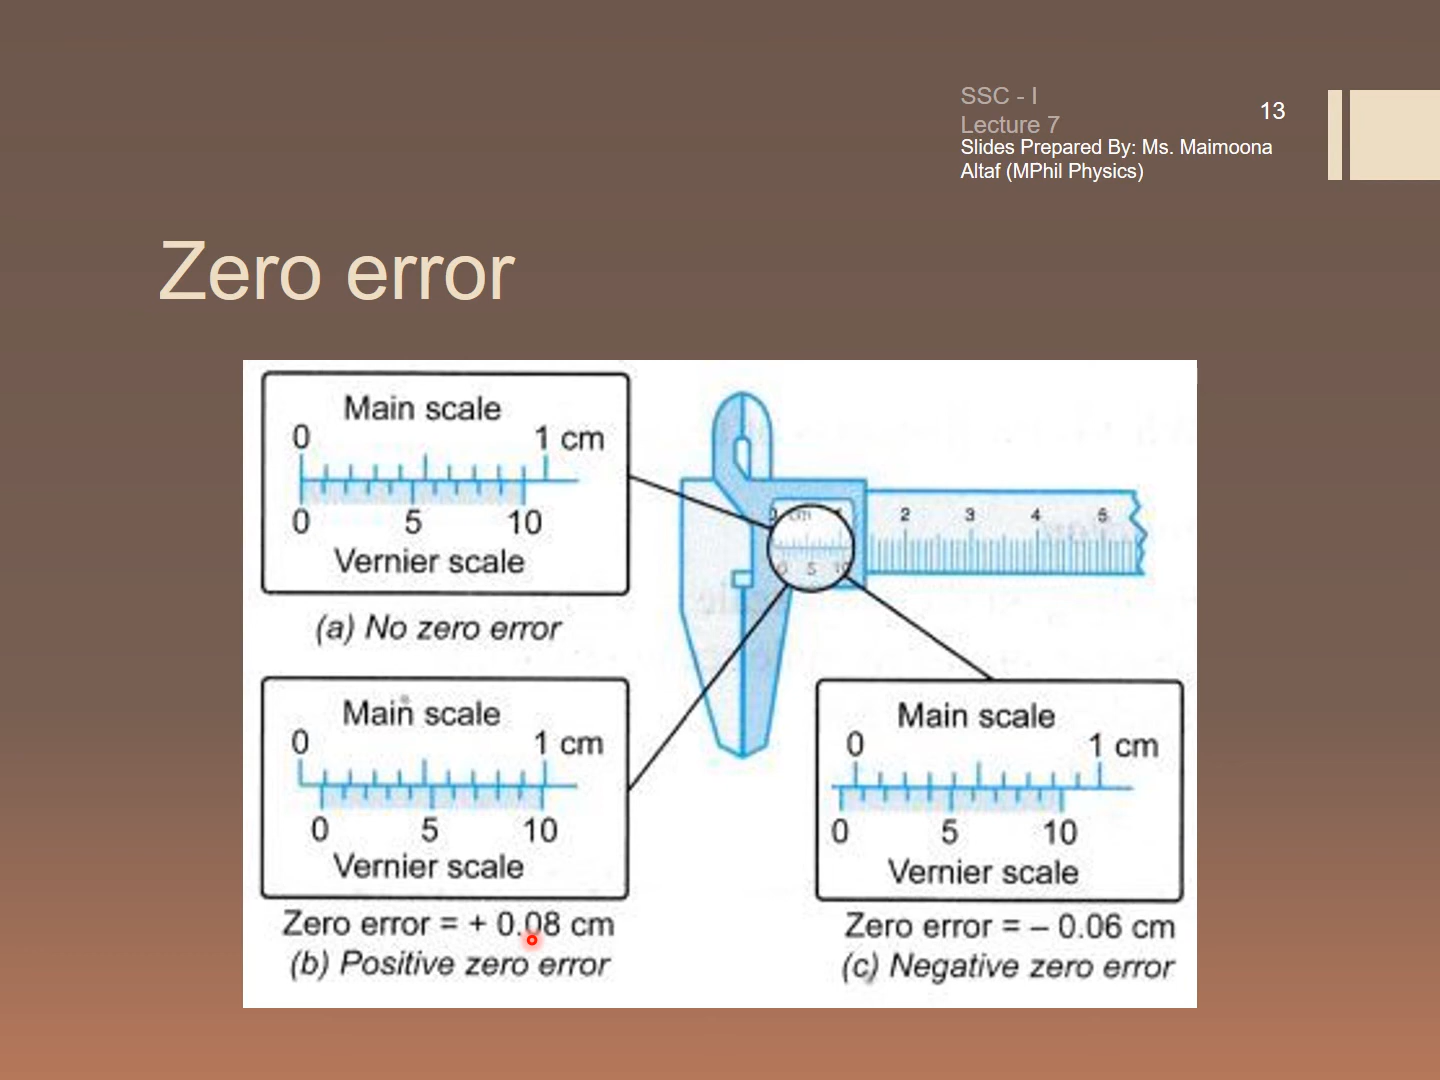 SSC - I
Lecture 7
13
Slides Prepared By: Ms. Maimoona
Altaf (MPhil Physics)
Zero error
Main scale
0 1 cm
0 5 10
Vernier scale
(a) No zero error
0 cm 1 2 3 4 5
0 5 10
Main scale
0 1 cm
0 5 10
Vernier scale
Zero error = + 0.08 cm
(b) Positive zero error
Main scale
0 1 cm
0 5 10
Vernier scale
Zero error = – 0.06 cm
(c) Negative zero error